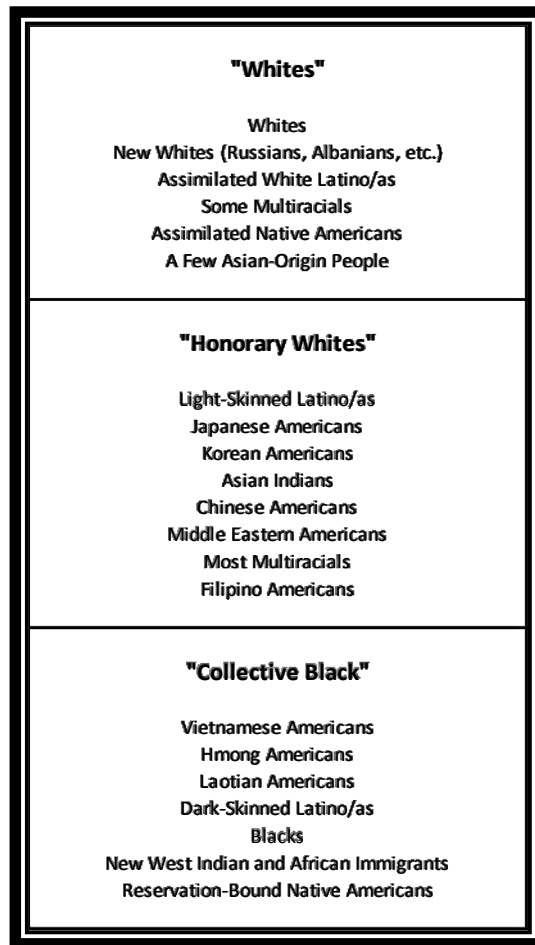 "Whites"
Whites
New Whites (Russians, Albanians, etc.)
Assimilated White Latino/as
Some Multiracials
Assimilated Native Americans
A Few Asian-Origin People
"Honorary Whites"
Light-Skinned Latino/as
Japanese Americans
Korean Americans
Asian Indians
Chinese Americans
Middle Eastern Americans
Most Multiracials
Filipino Americans
"Collective Black"
Vietnamese Americans
Hmong Americans
Laotian Americans
Dark-Skinned Latino/as
Blacks
New West Indian and African Immigrants
Reservation-Bound Native Americans